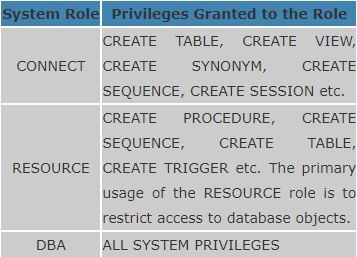 System Role Privileges Granted to the Role
CONNECT
CREATE TABLE, CREATE VIEW,
CREATE SYNONYM, CREATE
SEQUENCE, CREATE SESSION etc.
RESOURCE
CREATE PROCEDURE, CREATE
SEQUENCE, CREATE TABLE,
CREATE TRIGGER etc. The primary
usage of the RESOURCE role is to
restrict access to database objects.
DBA ALL SYSTEM PRIVILEGES